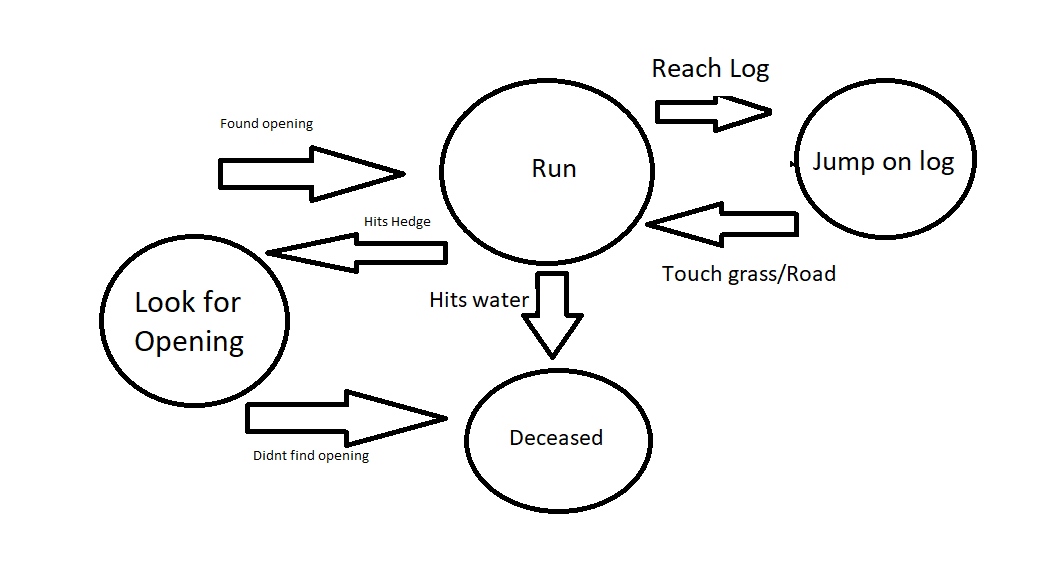 Reach Log
Found opening
Run
Jump on log
Hits Hedge
Touch grass/Road
Look for
Opening
Hits water
Deceased
Didnt find opening